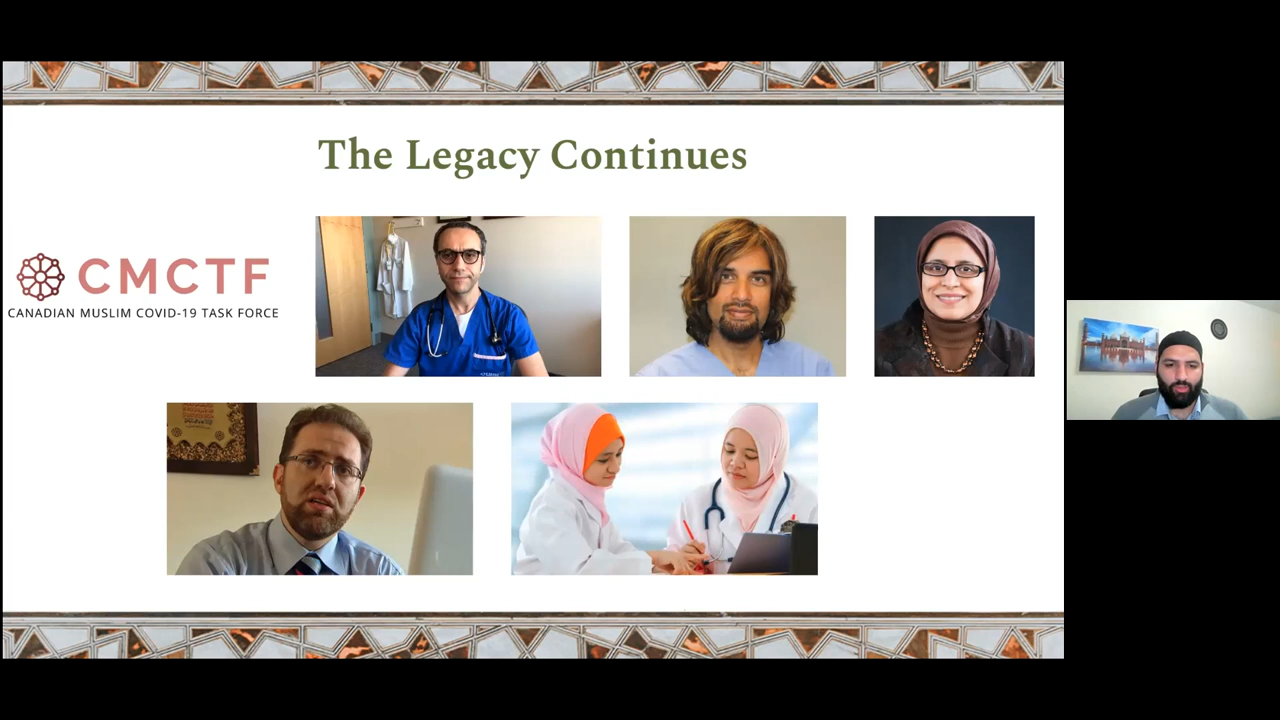 The Legacy Continues
CMCTF
CANADIAN MUSLIM COVID-19 TASK FORCE